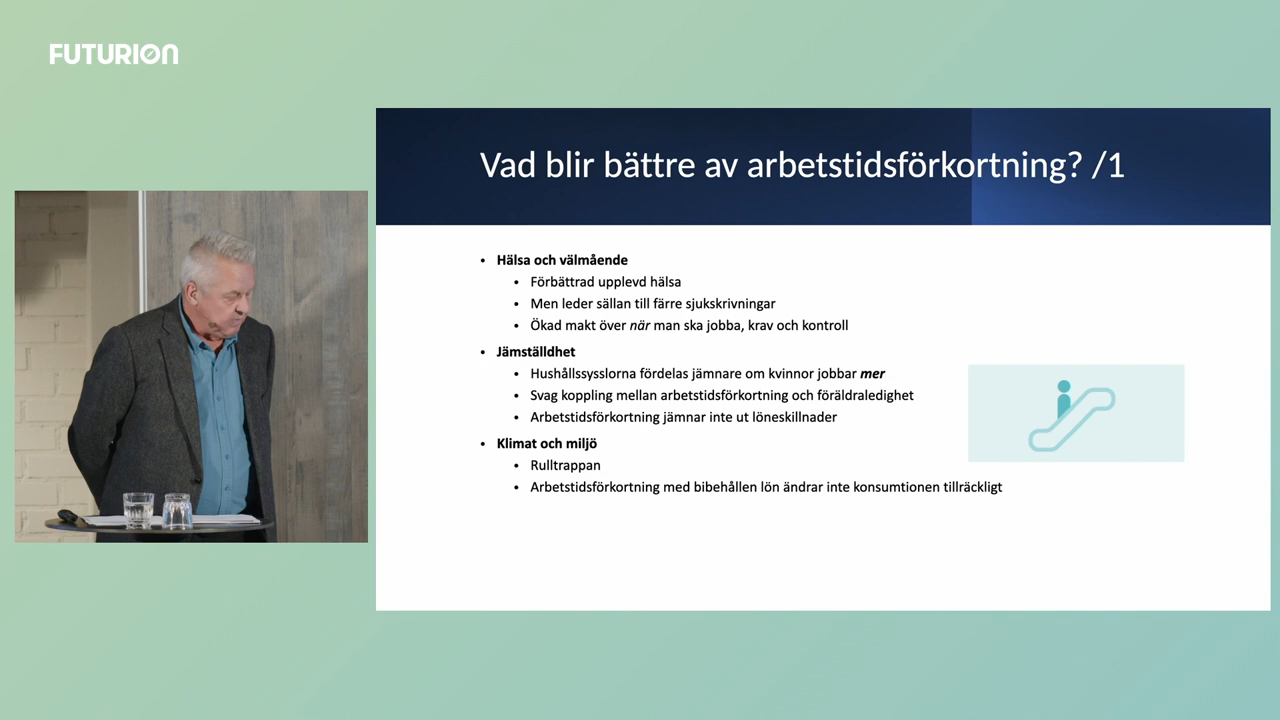 FUTURION
Vad blir bättre av arbetstidsförkortning? /1
• Hälsa och välmående
• Förbättrad upplevd hälsa
• Men leder sällan till färre sjukskrivningar
• Ökad makt över när man ska jobba, krav och kontroll
• Jämställdhet
• Hushållssysslorna fördelas jämnare om kvinnor jobbar mer
• Svag koppling mellan arbetstidsförkortning och föräldraledighet
• Arbetstidsförkortning jämnar inte ut löneskillnader
• Klimat och miljö
• Rulltrappan
• Arbetstidsförkortning med bibehållen lön ändrar inte konsumtionen tillräckligt